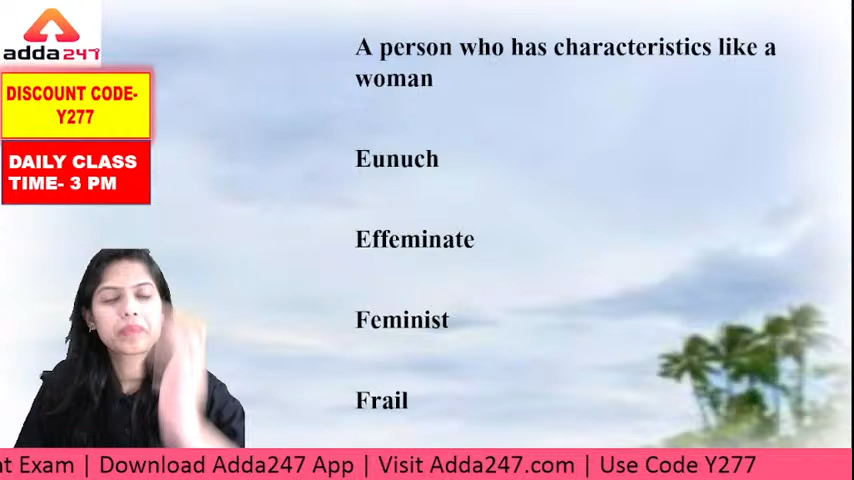 adda247
DISCOUNT CODE-
Y277
DAILY CLASS
TIME- 3 PM
A person who has characteristics like a
woman
Eunuch
Effeminate
Feminist
Frail
t Exam | Download Adda247 App | Visit Adda247.com | Use Code Y277